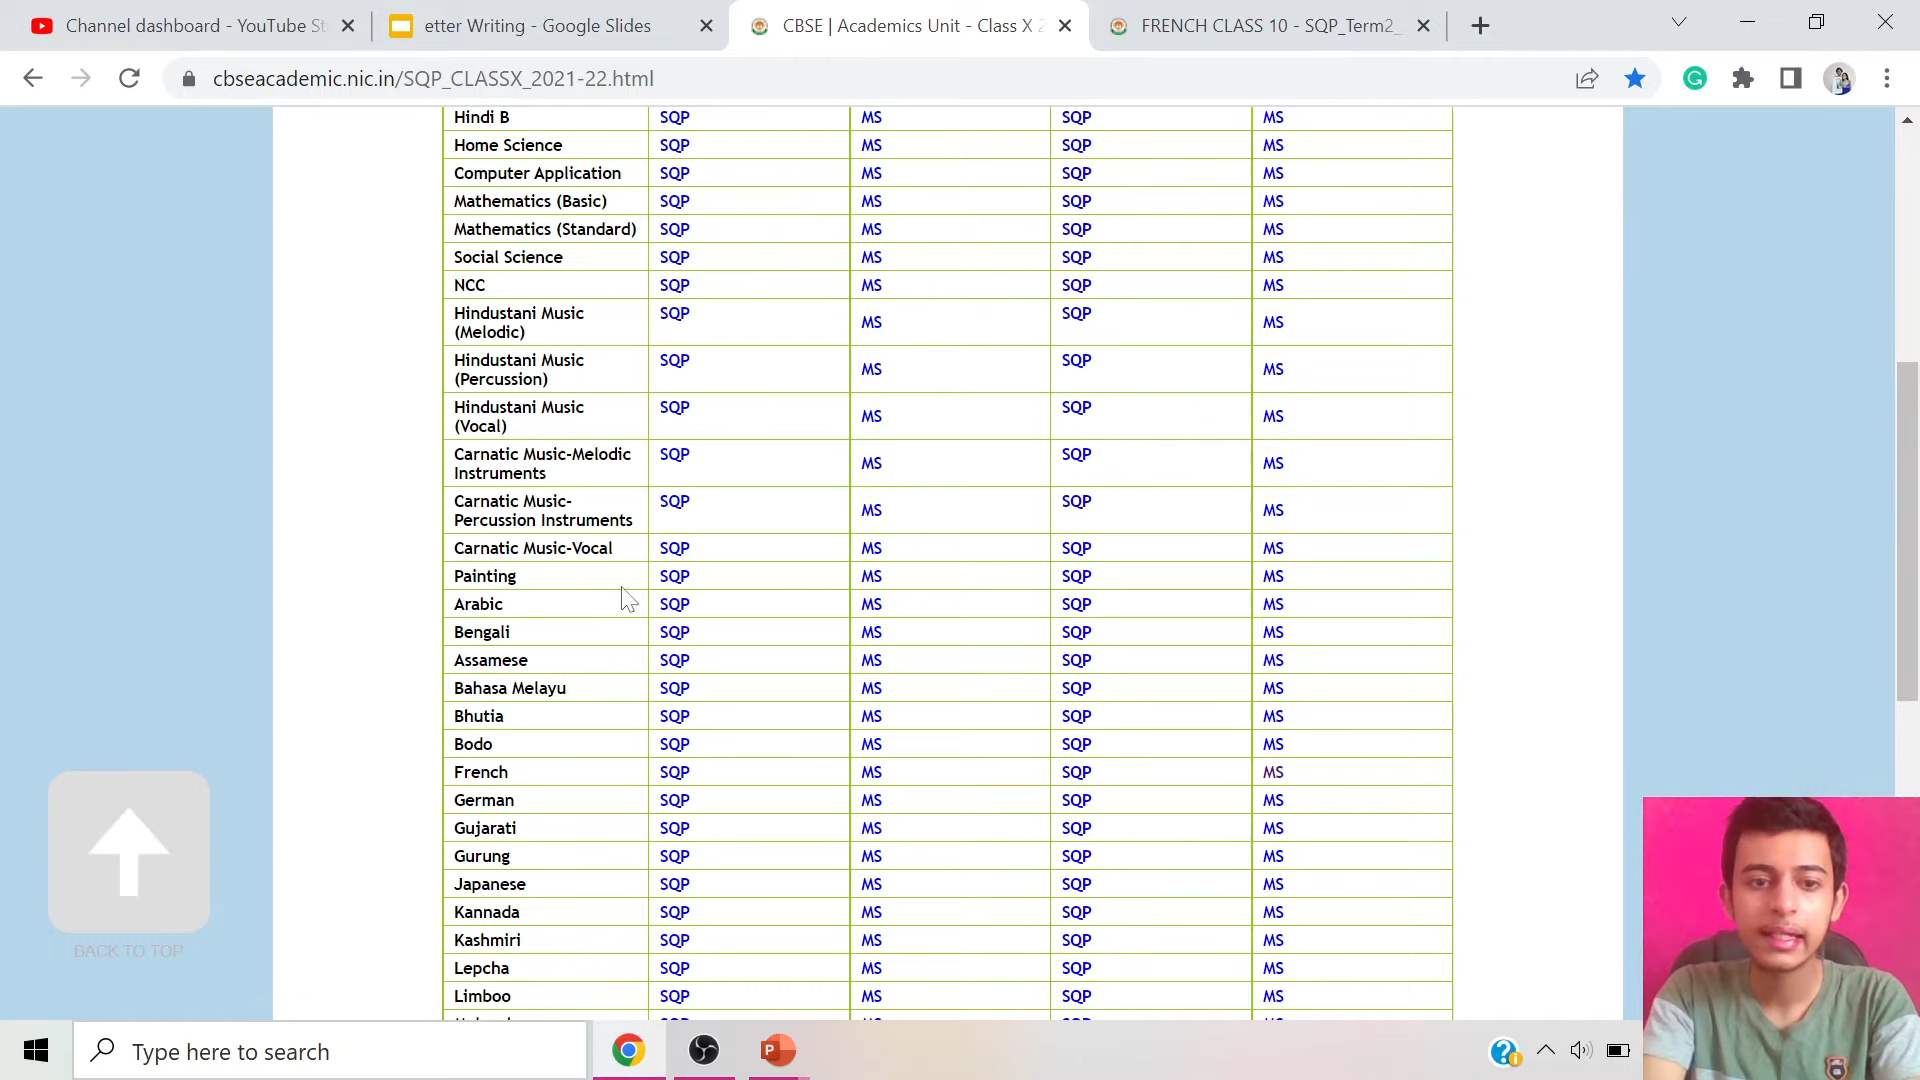 Channel dashboard - YouTube St
etter Writing - Google Slides
CBSE | Academics Unit - Class X 2
FRENCH CLASS 10 - SQP_Term2_
cbseacademic.nic.in/SQP_CLASSX_2021-22.html
Hindi B SQP MS SQP MS
Home Science SQP MS SQP MS
Computer Application SQP MS SQP MS
Mathematics (Basic) SQP MS SQP MS
Mathematics (Standard) SQP MS SQP MS
Social Science SQP MS SQP MS
NCC SQP MS SQP MS
Hindustani Music SQP MS SQP MS
(Melodic)
Hindustani Music SQP MS SQP MS
(Percussion)
Hindustani Music SQP MS SQP MS
(Vocal)
Carnatic Music-Melodic SQP MS SQP MS
Instruments
Carnatic Music- SQP MS SQP MS
Percussion Instruments
Carnatic Music-Vocal SQP MS SQP MS
Painting SQP MS SQP MS
Arabic SQP MS SQP MS
Bengali SQP MS SQP MS
Assamese SQP MS SQP MS
Bahasa Melayu SQP MS SQP MS
Bhutia SQP MS SQP MS
Bodo SQP MS SQP MS
French SQP MS SQP MS
German SQP MS SQP MS
Gujarati SQP MS SQP MS
Gurung SQP MS SQP MS
Japanese SQP MS SQP MS
Kannada SQP MS SQP MS
Kashmiri SQP MS SQP MS
Lepcha SQP MS SQP MS
Limboo SQP MS SQP MS
BACK TO TOP
Type here to search